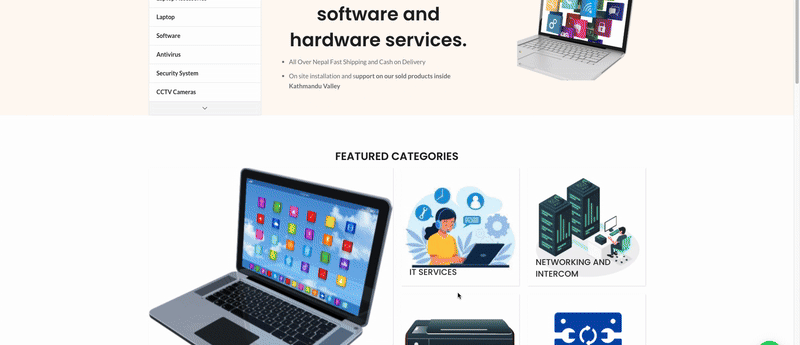 Laptop
Software
Antivirus
Security System
CCTV Cameras
software and
hardware services.
All Over Nepal Fast Shipping and Cash on Delivery
On site installation and support on our sold products inside
Kathmandu Valley
FEATURED CATEGORIES
IT SERVICES
NETWORKING AND
INTERCOM